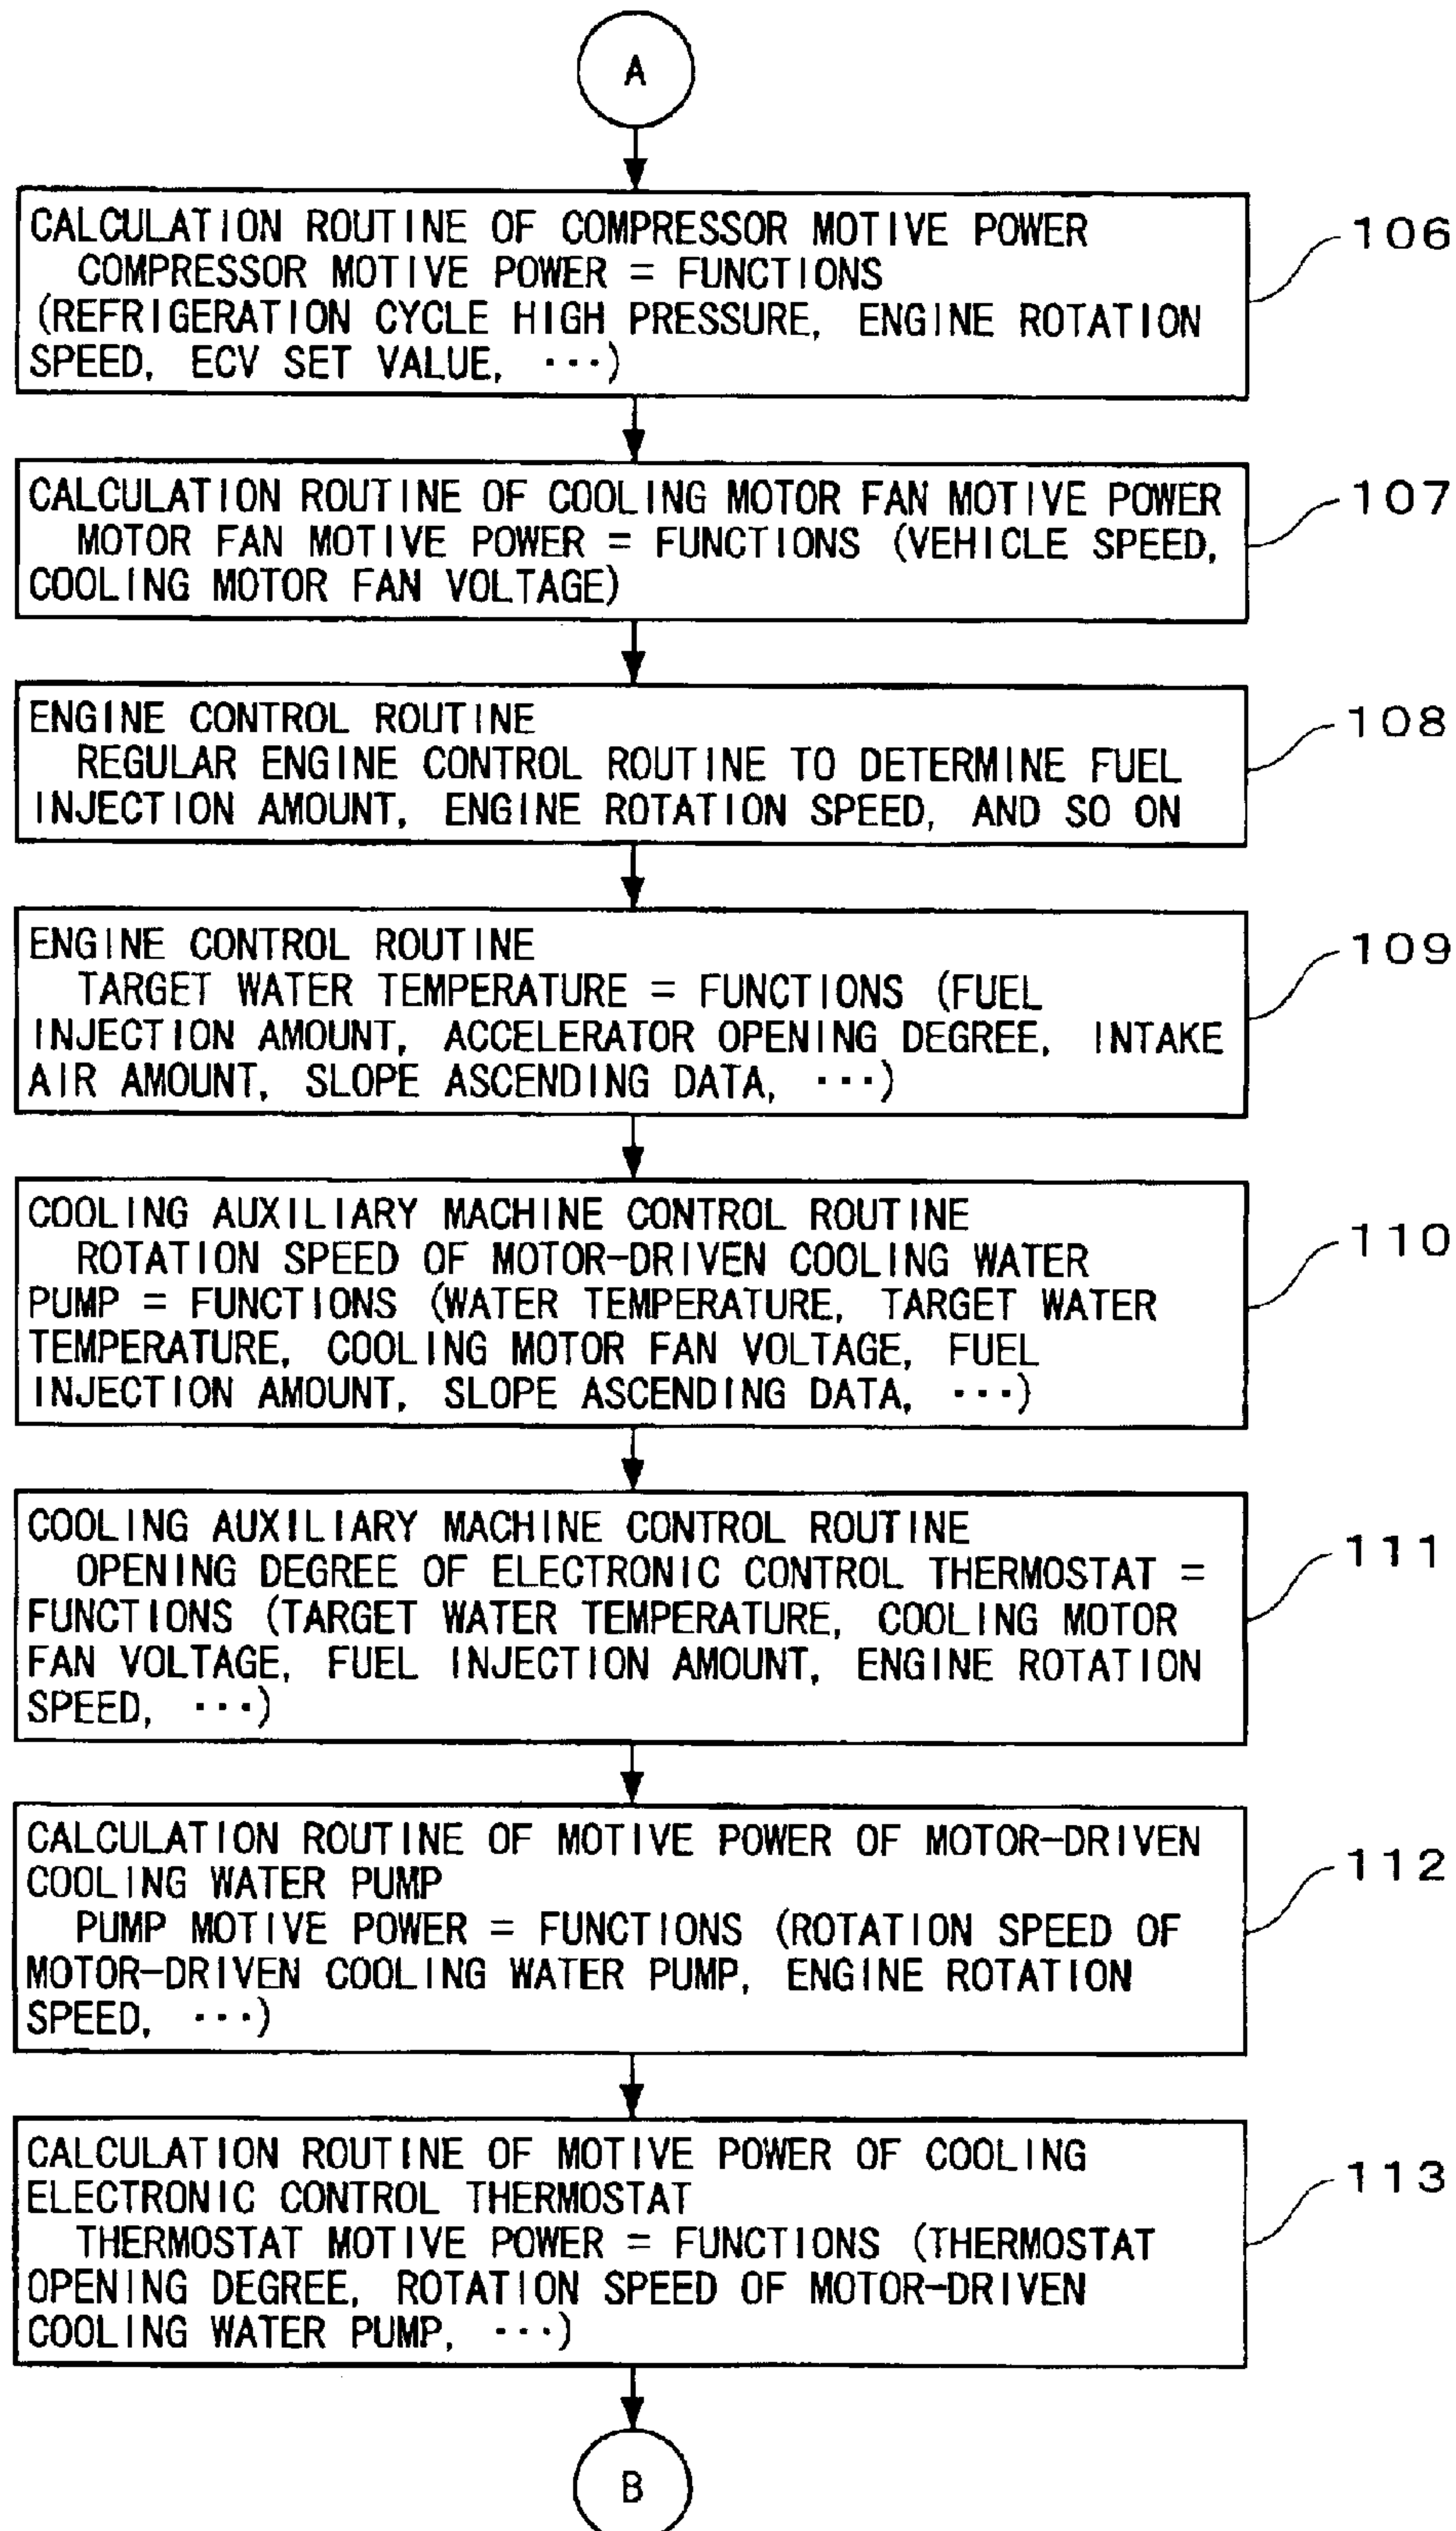 A
CALCULATION ROUTINE OF COMPRESSOR MOTIVE POWER
COMPRESSOR MOTIVE POWER = FUNCTIONS
(REFRIGERATION CYCLE HIGH PRESSURE, ENGINE ROTATION
SPEED, ECV SET VALUE, ···)
106
CALCULATION ROUTINE OF COOLING MOTOR FAN MOTIVE POWER
MOTOR FAN MOTIVE POWER = FUNCTIONS (VEHICLE SPEED,
COOLING MOTOR FAN VOLTAGE)
107
ENGINE CONTROL ROUTINE
REGULAR ENGINE CONTROL ROUTINE TO DETERMINE FUEL
INJECTION AMOUNT, ENGINE ROTATION SPEED, AND SO ON
108
ENGINE CONTROL ROUTINE
TARGET WATER TEMPERATURE = FUNCTIONS (FUEL
INJECTION AMOUNT, ACCELERATOR OPENING DEGREE, INTAKE
AIR AMOUNT, SLOPE ASCENDING DATA, ···)
109
COOLING AUXILIARY MACHINE CONTROL ROUTINE
ROTATION SPEED OF MOTOR-DRIVEN COOLING WATER
PUMP = FUNCTIONS (WATER TEMPERATURE, TARGET WATER
TEMPERATURE, COOLING MOTOR FAN VOLTAGE, FUEL
INJECTION AMOUNT, SLOPE ASCENDING DATA, ···)
110
COOLING AUXILIARY MACHINE CONTROL ROUTINE
OPENING DEGREE OF ELECTRONIC CONTROL THERMOSTAT =
FUNCTIONS (TARGET WATER TEMPERATURE, COOLING MOTOR
FAN VOLTAGE, FUEL INJECTION AMOUNT, ENGINE ROTATION
SPEED, ···)
111
CALCULATION ROUTINE OF MOTIVE POWER OF MOTOR-DRIVEN
COOLING WATER PUMP
PUMP MOTIVE POWER = FUNCTIONS (ROTATION SPEED OF
MOTOR-DRIVEN COOLING WATER PUMP, ENGINE ROTATION
SPEED, ···)
112
CALCULATION ROUTINE OF MOTIVE POWER OF COOLING
ELECTRONIC CONTROL THERMOSTAT
THERMOSTAT MOTIVE POWER = FUNCTIONS (THERMOSTAT
OPENING DEGREE, ROTATION SPEED OF MOTOR-DRIVEN
COOLING WATER PUMP, ···)
113
B